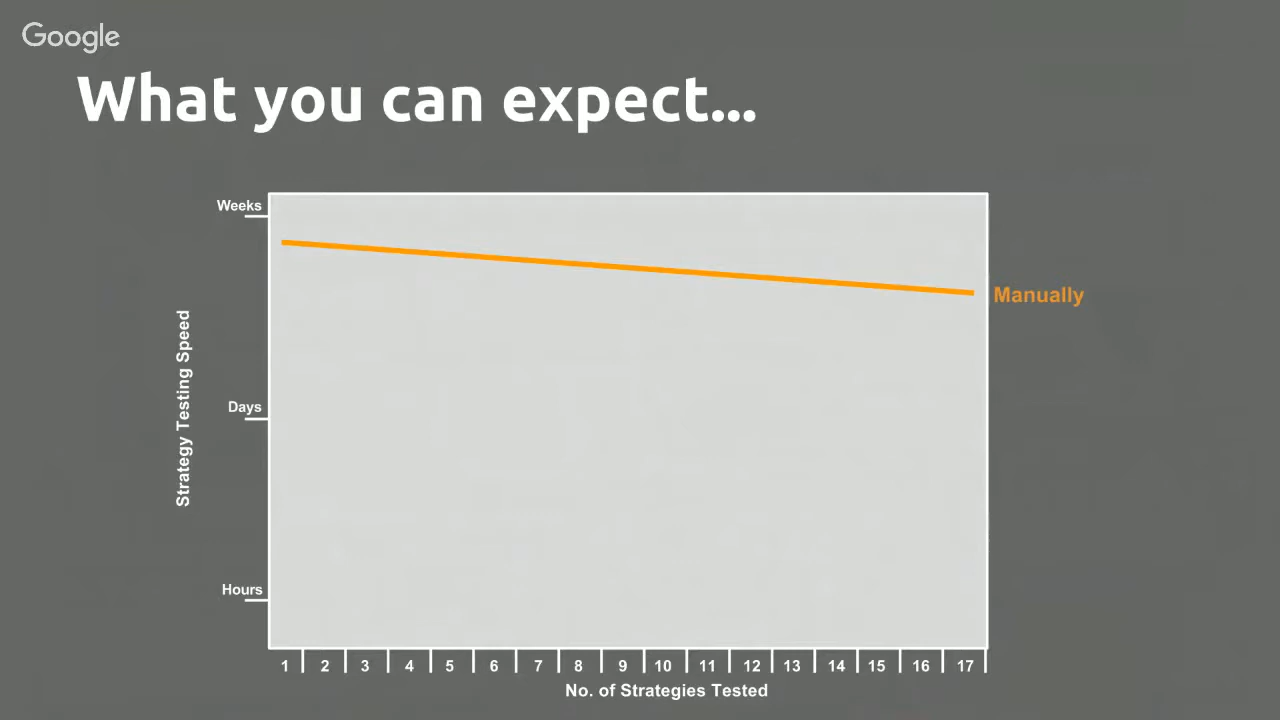 Google
What you can expect...
Weeks
Manually
Strategy Testing Speed
Days
Hours
1 2 3 4 5 6 7 8 9 10 11 12 13 14 15 16 17
No. of Strategies Tested